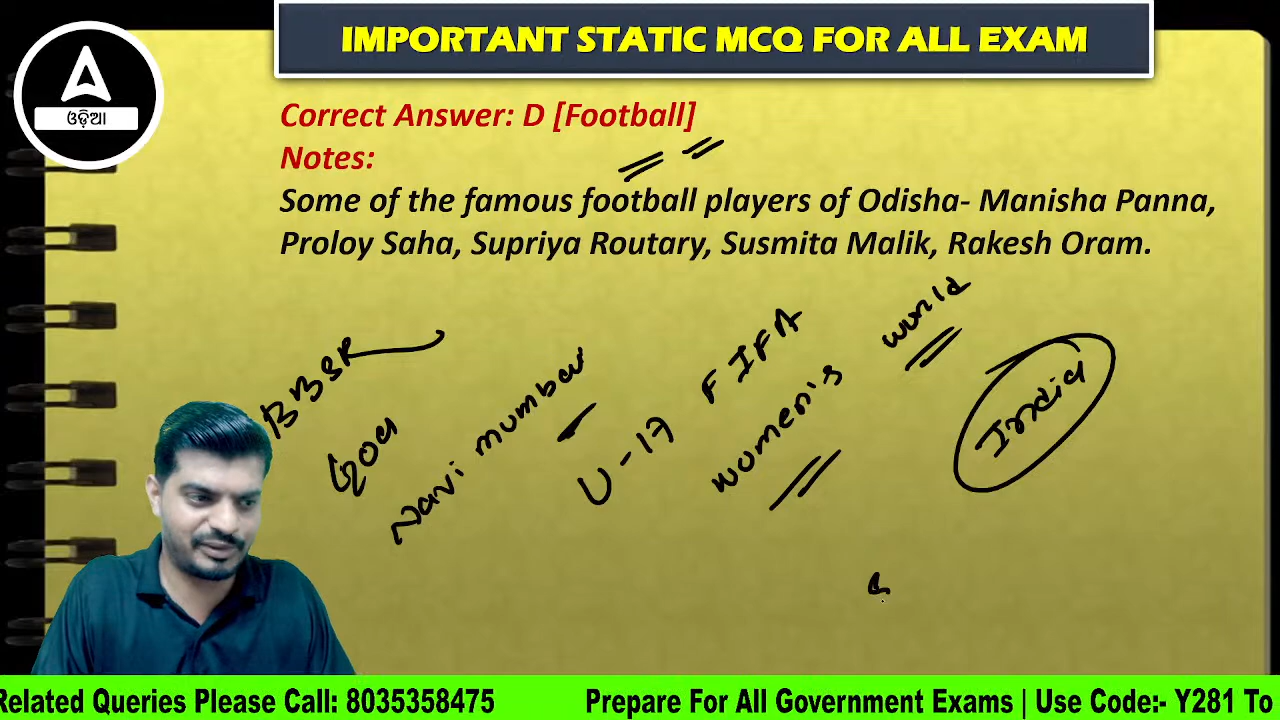 IMPORTANT STATIC MCQ FOR ALL EXAM
ଓଡ଼ିଆ
Correct Answer: D [Football]
Notes:
Some of the famous football players of Odisha- Manisha Panna,
Proloy Saha, Supriya Routary, Susmita Malik, Rakesh Oram.
BBSR
Goa
Navi mumbai
U-17 FIFA
women's world
India
Related Queries Please Call: 8035358475
Prepare For All Government Exams | Use Code:- Y281 To